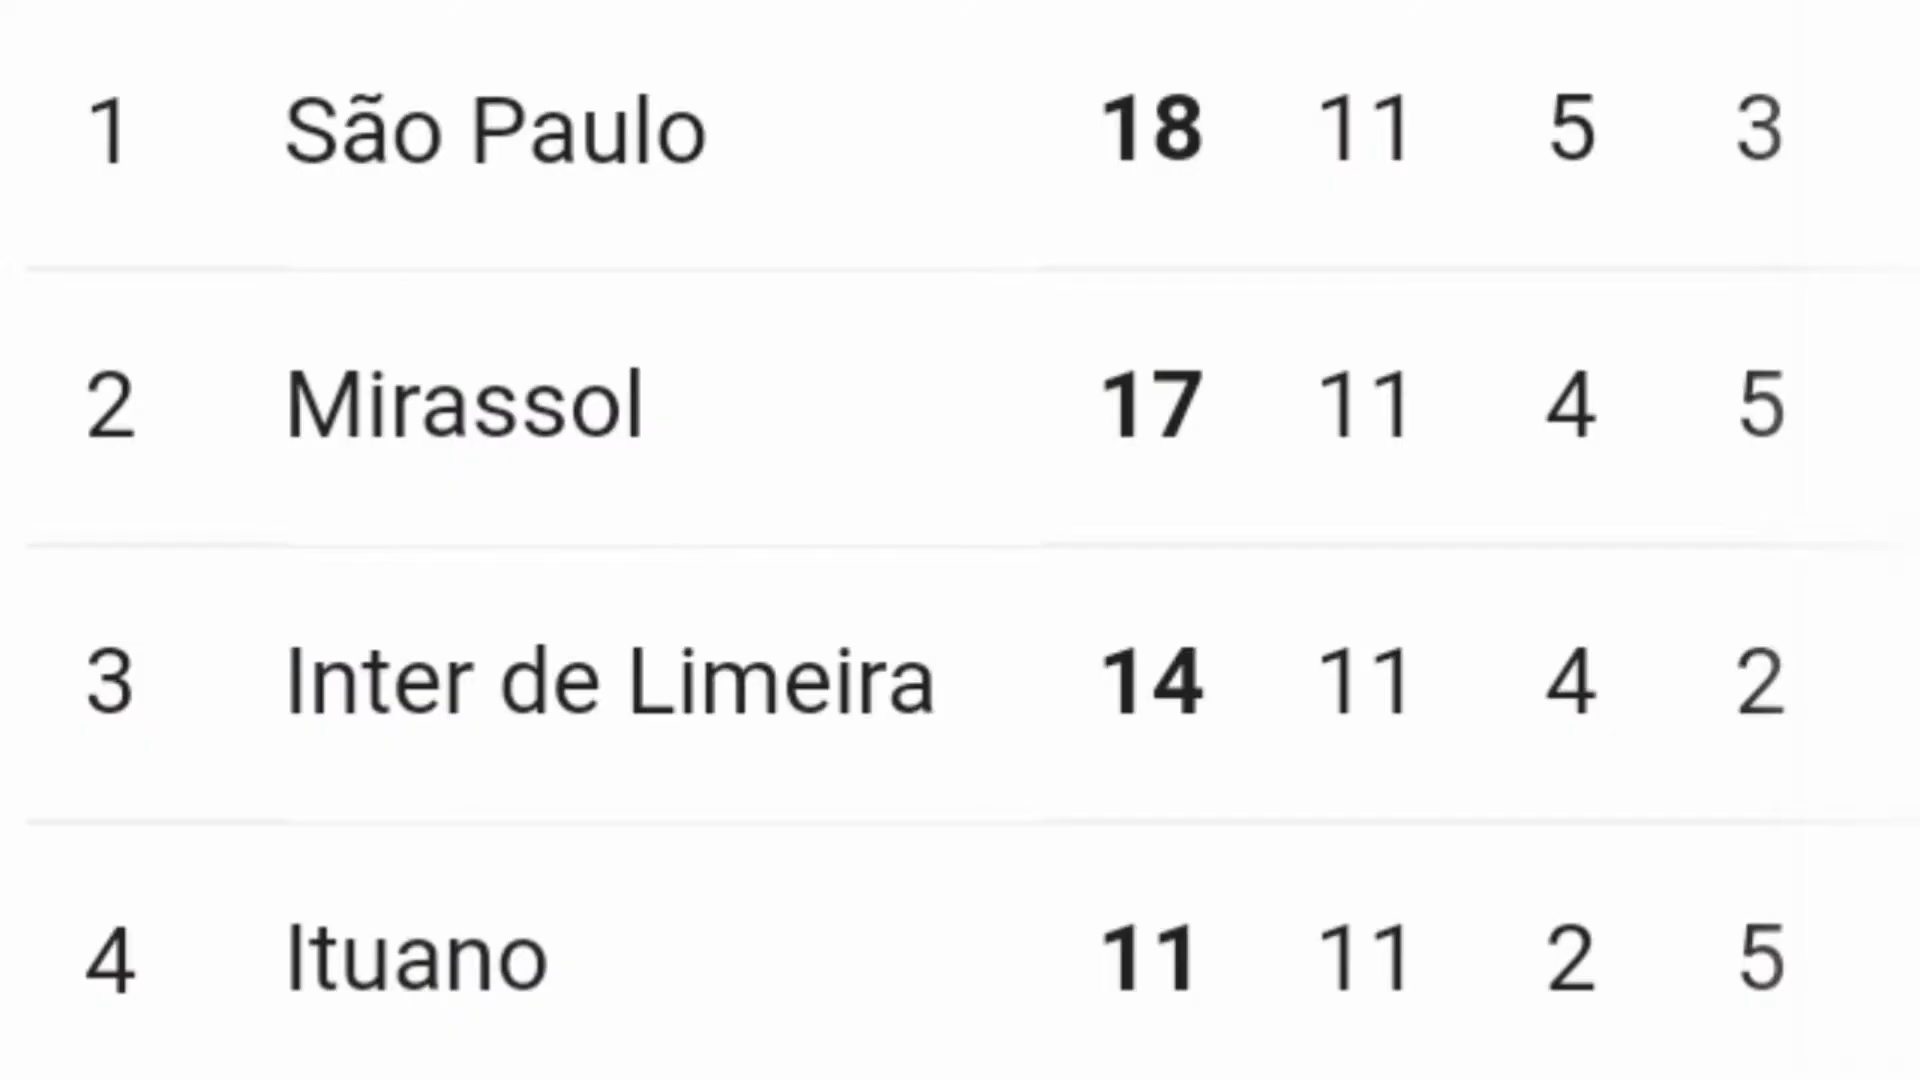 1 São Paulo 18 11 5 3
2 Mirassol 17 11 4 5
3 Inter de Limeira 14 11 4 2
4 Ituano 11 11 2 5